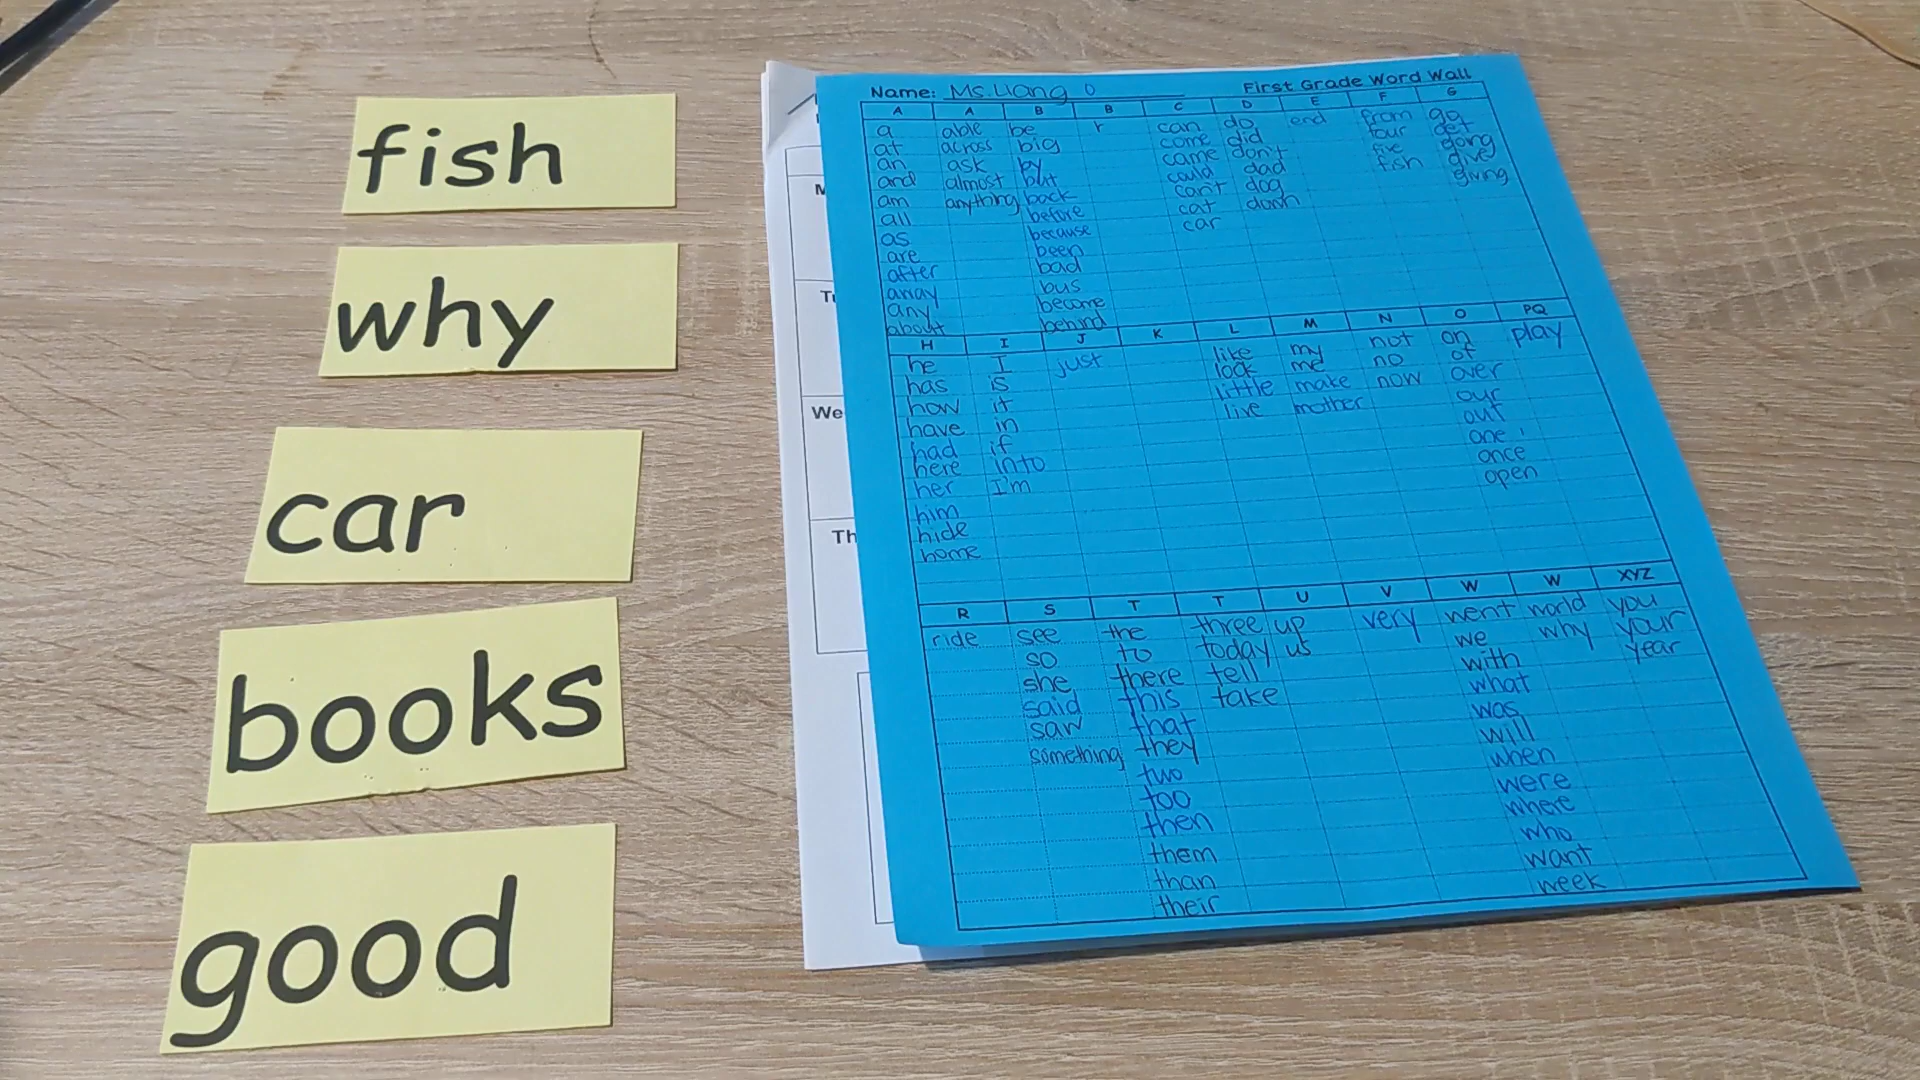 fish
why
car
books
good
Name: Ms. Liang
First Grade Word Wall
A A B B C D E F G
a able be r can do end from go
at across big come did four get
an ask by came don't five going
and almost but could dad fish give
am anything back can't dog giving
all before cat down
as because car
are been
after bad
away bus
any become
about behind
H I J K L M N O PQ
he I just like my not on play
has is look me no of
how it little make now over
have in live mother our
had if out
here into one
her I'm once
him open
hide
home
R S T T U V W W XYZ
ride see the three up very went world you
so to today us we why your
she there tell with year
said this take what
saw that was
something they will
two when
too were
then where
them who
than want
their week
M
We
Th